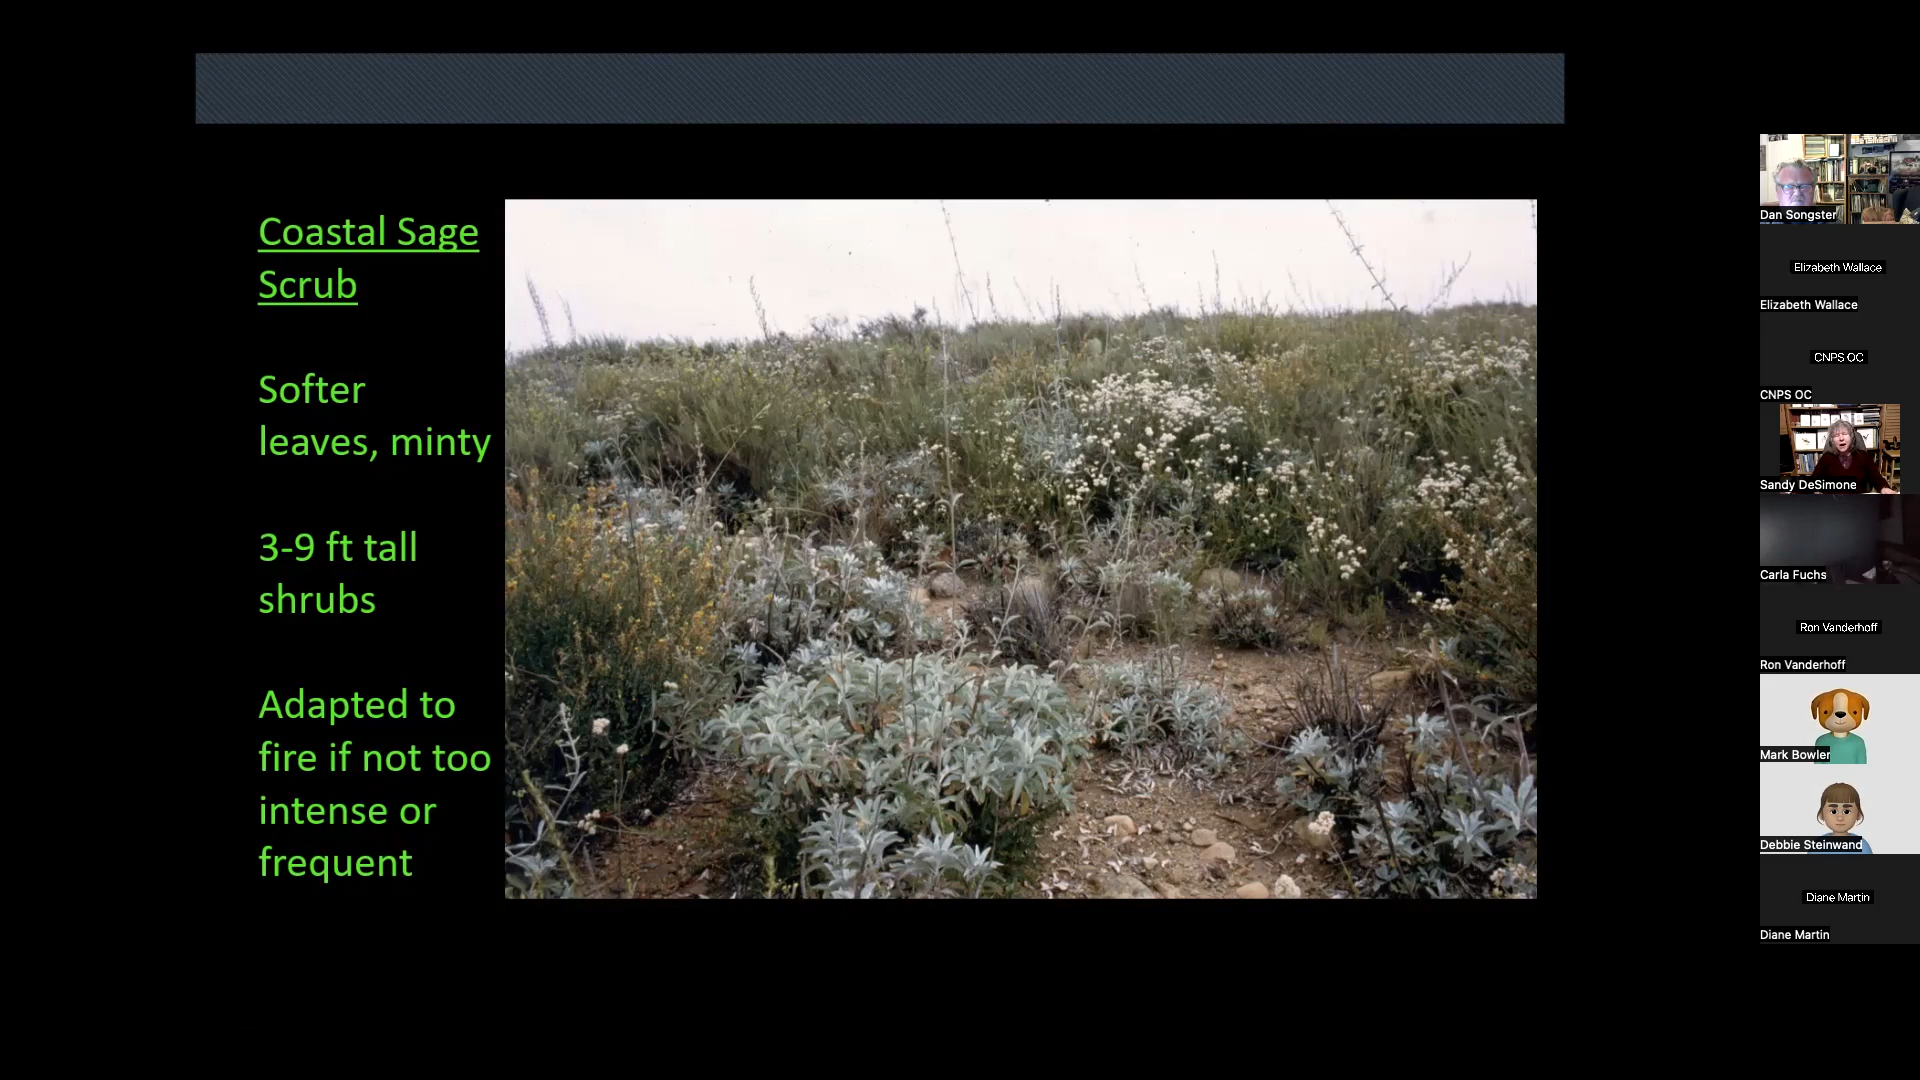 Coastal Sage
Scrub
Softer
leaves, minty
3-9 ft tall
shrubs
Adapted to
fire if not too
intense or
frequent
Dan Songster
Elizabeth Wallace
Elizabeth Wallace
CNPS OC
CNPS OC
Sandy DeSimone
Carla Fuchs
Ron Vanderhoff
Ron Vanderhoff
Mark Bowler
Debbie Steinwand
Diane Martin
Diane Martin